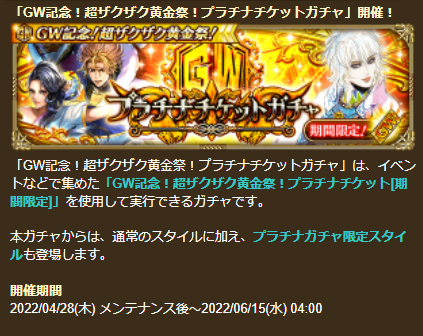 「GW記念！超ザクザク黄金祭！プラチナチケットガチャ」開催！
GW記念！超ザクザク黄金祭！
GW
プラチナチケットガチャ
期間限定！
「GW記念！超ザクザク黄金祭！プラチナチケットガチャ」は、イベン
トなどで集めた「GW記念！超ザクザク黄金祭！プラチナチケット[期
間限定]」を使用して実行できるガチャです。
本ガチャからは、通常のスタイルに加え、プラチナガチャ限定スタイ
ルも登場します。
開催期間
2022/04/28(木) メンテナンス後～2022/06/15(水) 04:00